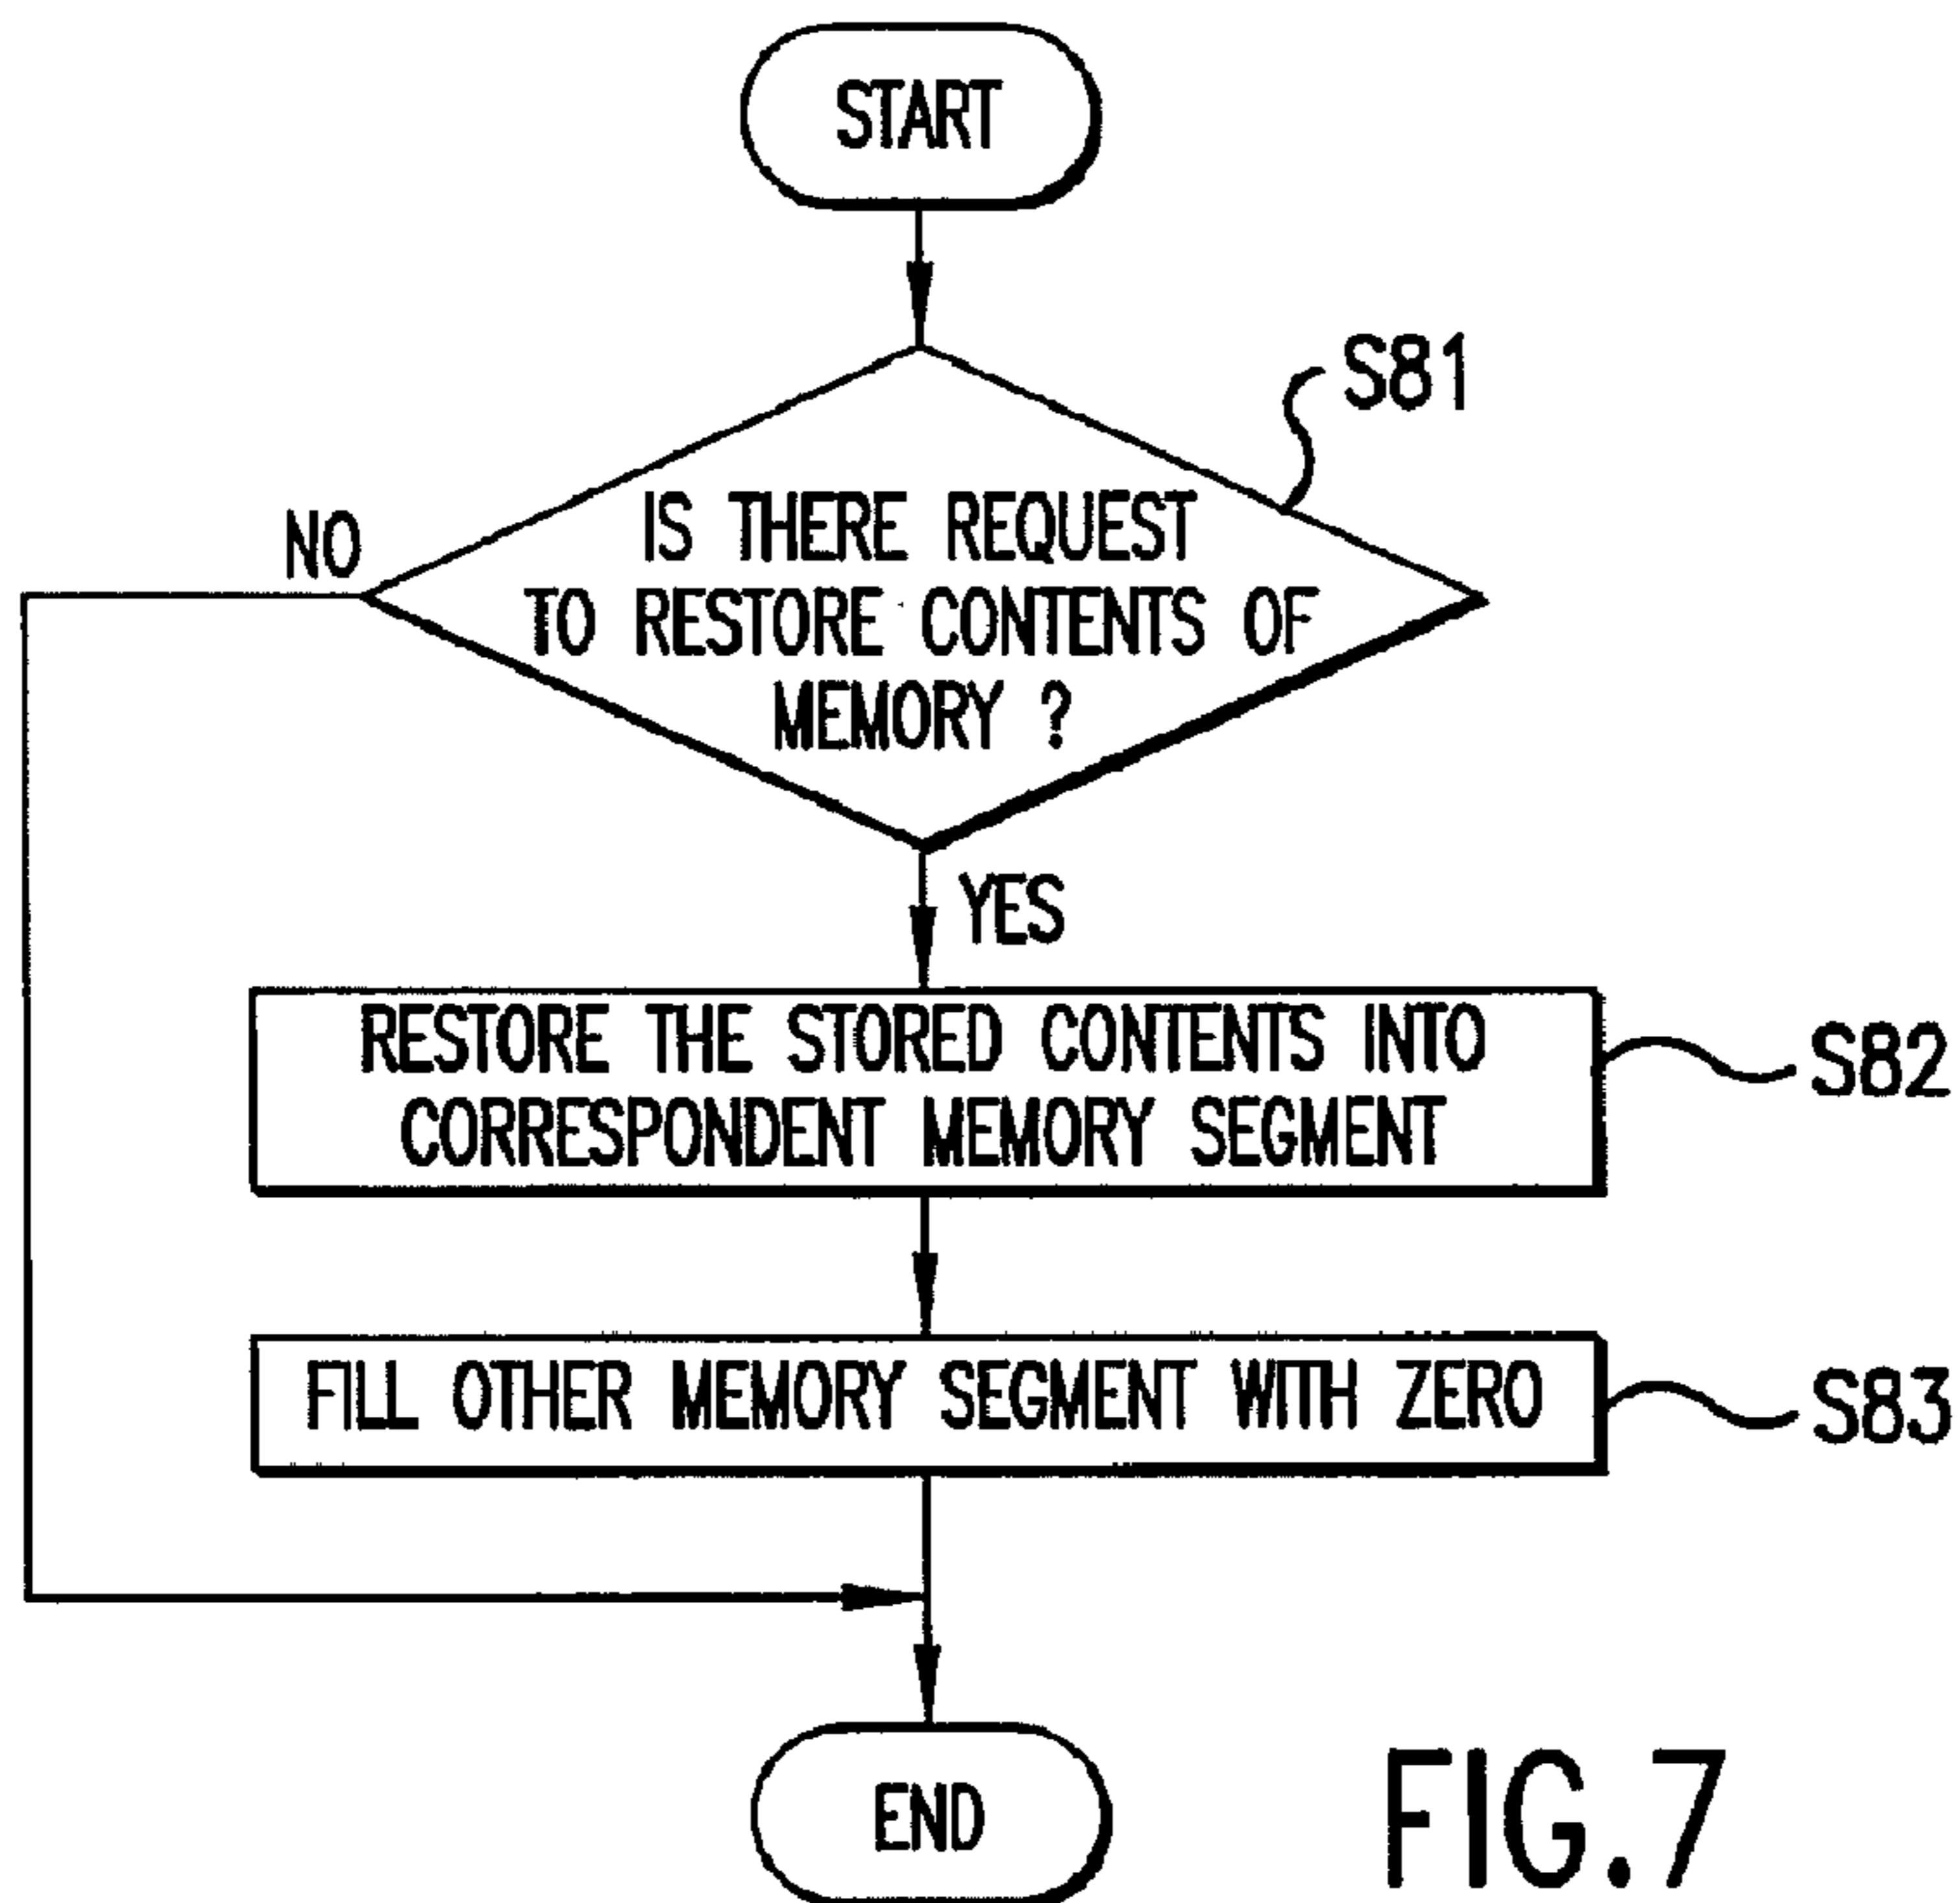 START
S81
IS THERE REQUEST
TO RESTORE CONTENTS OF
MEMORY ?
NO
YES
RESTORE THE STORED CONTENTS INTO
CORRESPONDENT MEMORY SEGMENT
S82
FILL OTHER MEMORY SEGMENT WITH ZERO
S83
END
FIG.7